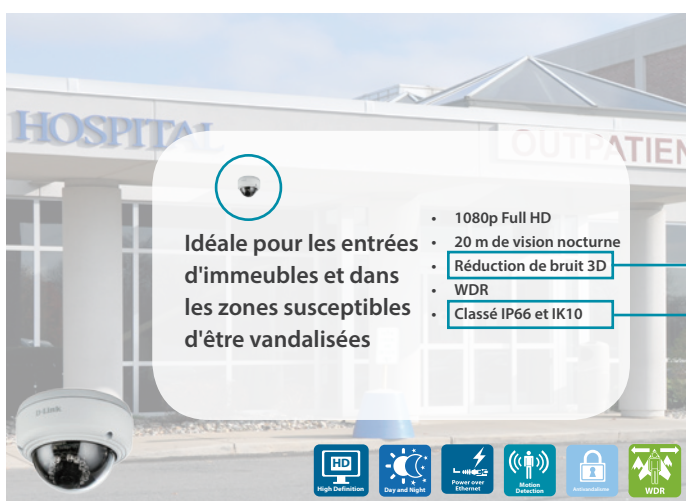 HOSPITAL
OUTPATIEN
Idéale pour les entrées
d'immeubles et dans
les zones susceptibles
d'être vandalisées
• 1080p Full HD
• 20 m de vision nocturne
• Réduction de bruit 3D
• WDR
• Classé IP66 et IK10
D-Link
HD
High Definition
Day and Night
Power over
Ethernet
Motion
Detection
Antivandalisme
WDR